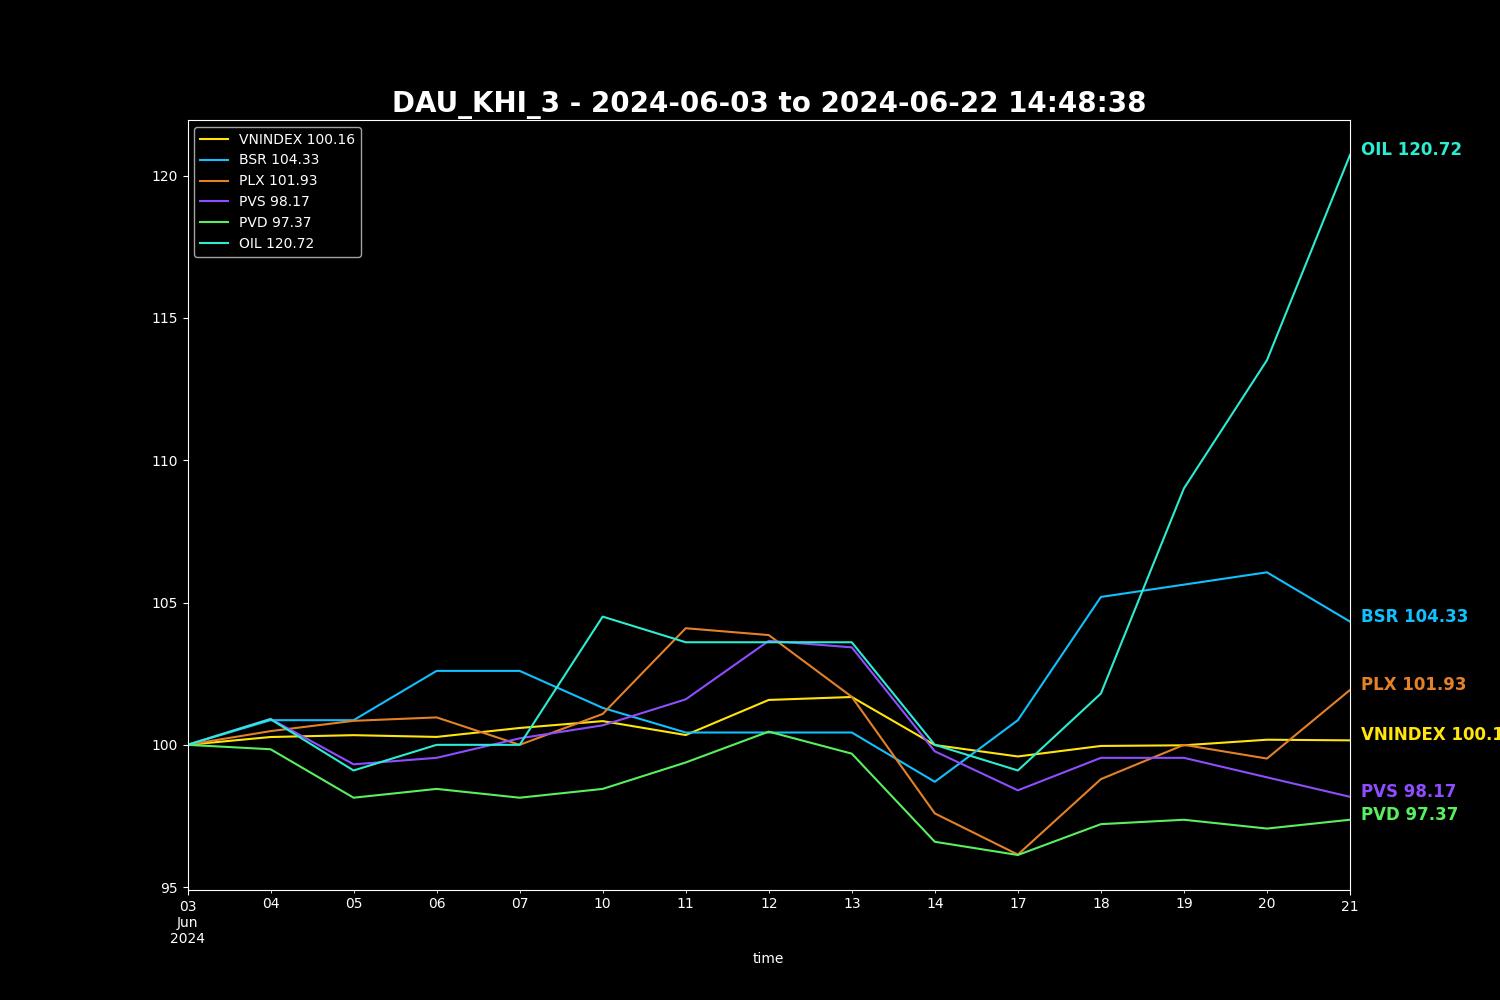 DAU_KHI_3 - 2024-06-03 to 2024-06-22 14:48:38
VNINDEX 100.16
BSR 104.33
PLX 101.93
PVS 98.17
PVD 97.37
OIL 120.72
120
115
110
105
100
95
OIL 120.72
BSR 104.33
PLX 101.93
VNINDEX 100.1
PVS 98.17
PVD 97.37
03 04 05 06 07 10 11 12 13 14 17 18 19 20 21
Jun
2024
time